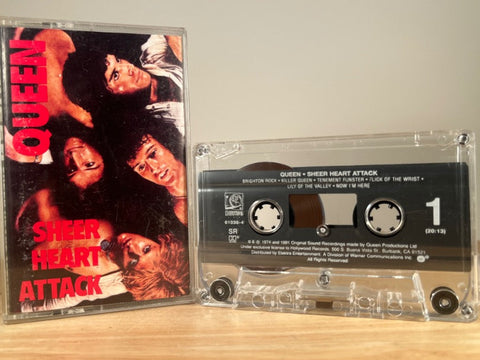 QUEEN
SHEER
HEART
ATTACK
QUEEN • SHEER HEART ATTACK
BRIGHTON ROCK • KILLER QUEEN • TENEMENT FUNSTER • FLICK OF THE WRIST •
LILY OF THE VALLEY • NOW I'M HERE
61036-4
SR
1
(20:13)
℗ © 1974 and 1991 Original Sound Recordings made by Queen Productions Ltd
Under exclusive license to Hollywood Records, 500 S. Buena Vista St., Burbank, CA 91521
Distributed by Elektra Entertainment, A Division of Warner Communications Inc
All Rights Reserved